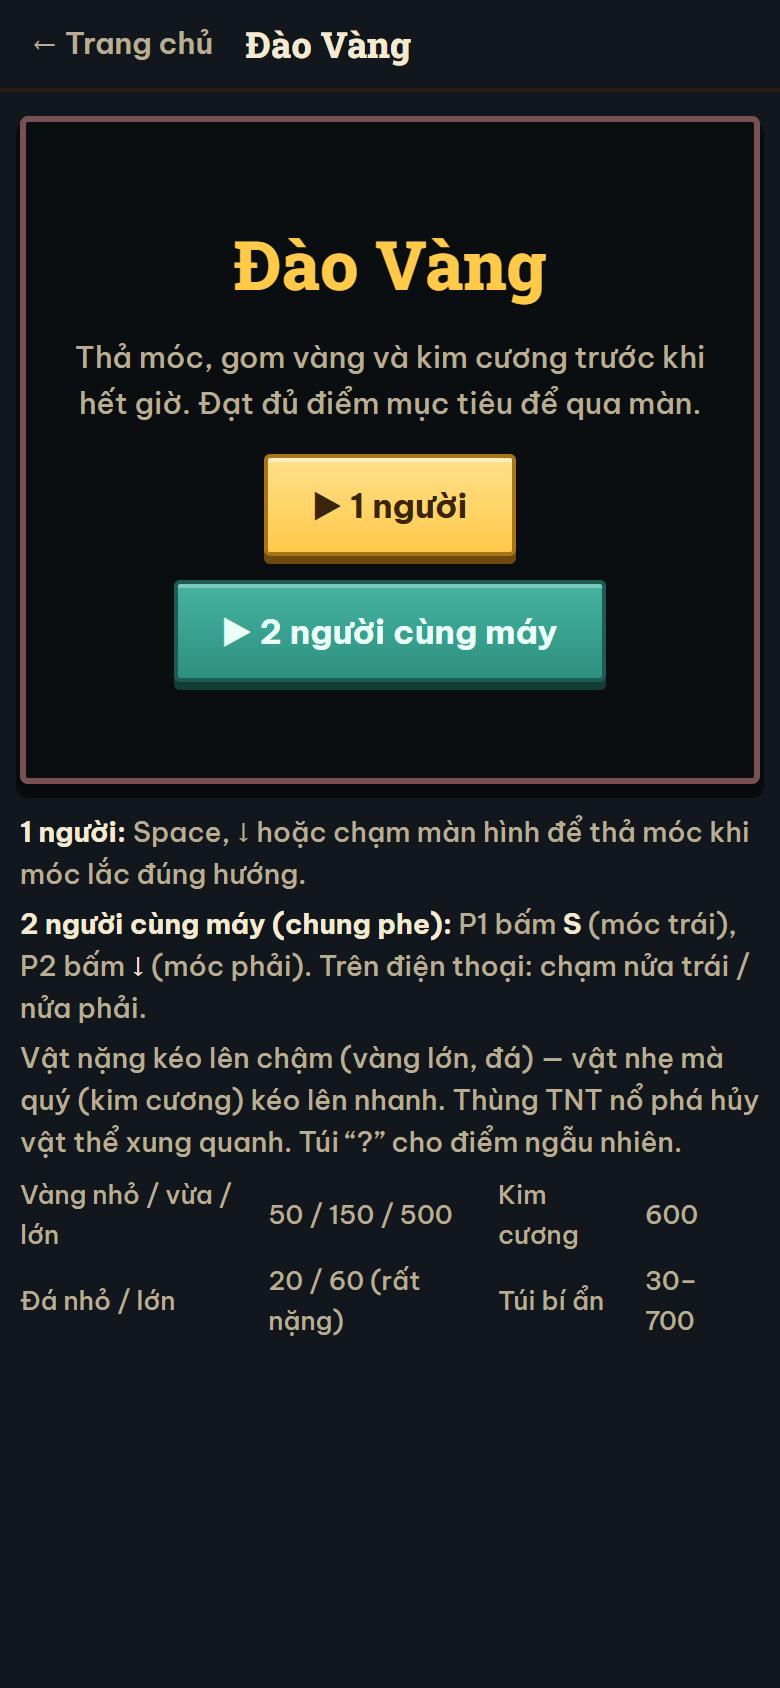 ← Trang chủ Đào Vàng
Đào Vàng
Thả móc, gom vàng và kim cương trước khi
hết giờ. Đạt đủ điểm mục tiêu để qua màn.
▶ 1 người
▶ 2 người cùng máy
1 người: Space, ↓ hoặc chạm màn hình để thả móc khi
móc lắc đúng hướng.
2 người cùng máy (chung phe): P1 bấm S (móc trái),
P2 bấm ↓ (móc phải). Trên điện thoại: chạm nửa trái /
nửa phải.
Vật nặng kéo lên chậm (vàng lớn, đá) — vật nhẹ mà
quý (kim cương) kéo lên nhanh. Thùng TNT nổ phá hủy
vật thể xung quanh. Túi “?” cho điểm ngẫu nhiên.
Vàng nhỏ / vừa /
lớn
50 / 150 / 500
Kim
cương
600
Đá nhỏ / lớn
20 / 60 (rất
nặng)
Túi bí ẩn
30–
700